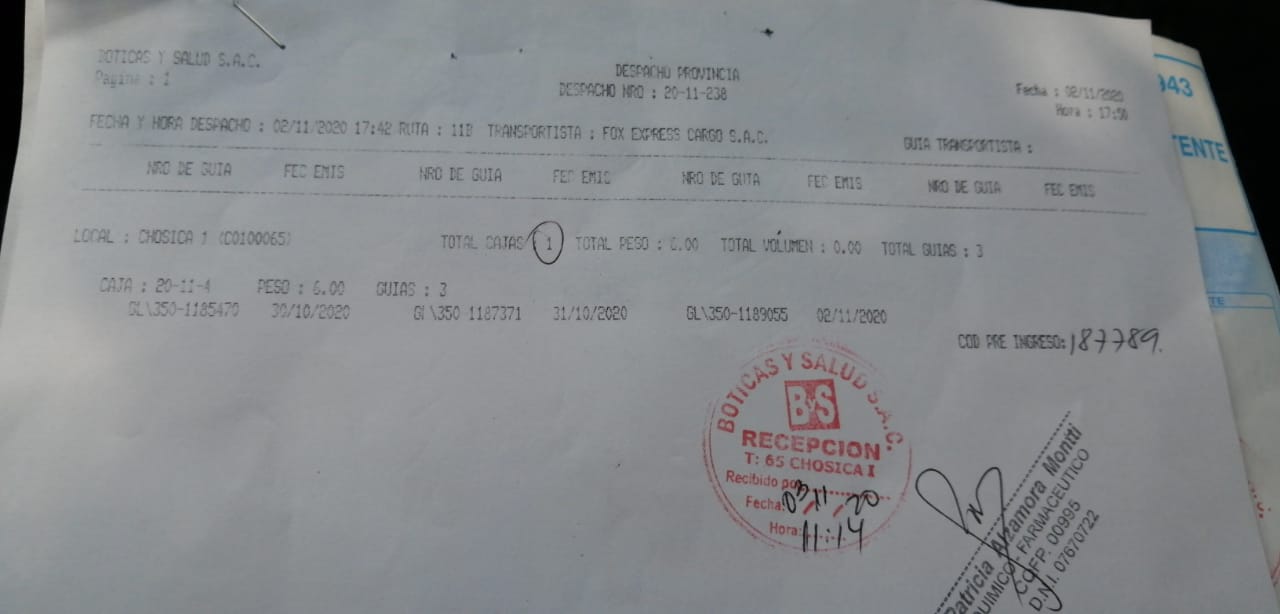 BOTICAS Y SALUD S.A.C.
Pagina : 1
DESPACHO PROVINCIA
DESPACHO NRO : 20-11-238
Fecha : 02/11/2020
Hora : 17:50
FECHA Y HORA DESPACHO : 02/11/2020 17:42 RUTA : 11B TRANSPORTISTA : FOX EXPRESS CARGO S.A.C.
GUIA TRANSPORTISTA :
NRO DE GUIA FEC EMIS NRO DE GUIA FEC EMIS NRO DE GUIA FEC EMIS NRO DE GUIA FEC EMIS
LOCAL : CHOSICA 1 (C0100065) TOTAL CAJAS 1 TOTAL PESO : 6.00 TOTAL VOLUMEN : 0.00 TOTAL GUIAS : 3
CAJA : 20-11-4 PESO : 6.00 GUIAS : 3
GL\350-1185470 30/10/2020 GL\350 1187371 31/10/2020 GL\350-1189055 02/11/2020
COD PRE INGRESO: 187789.
BOTICAS Y SALUD S.A.C.
BYS
RECEPCION
T: 65 CHOSICA I
Recibido por
Fecha: 03/11/20
Hora: 11:14
Patricia Alzamora Montti
QUIMICO - FARMACEUTICO
CQFP. 00995
D.N.I. 07670722
943
TENTE
TE